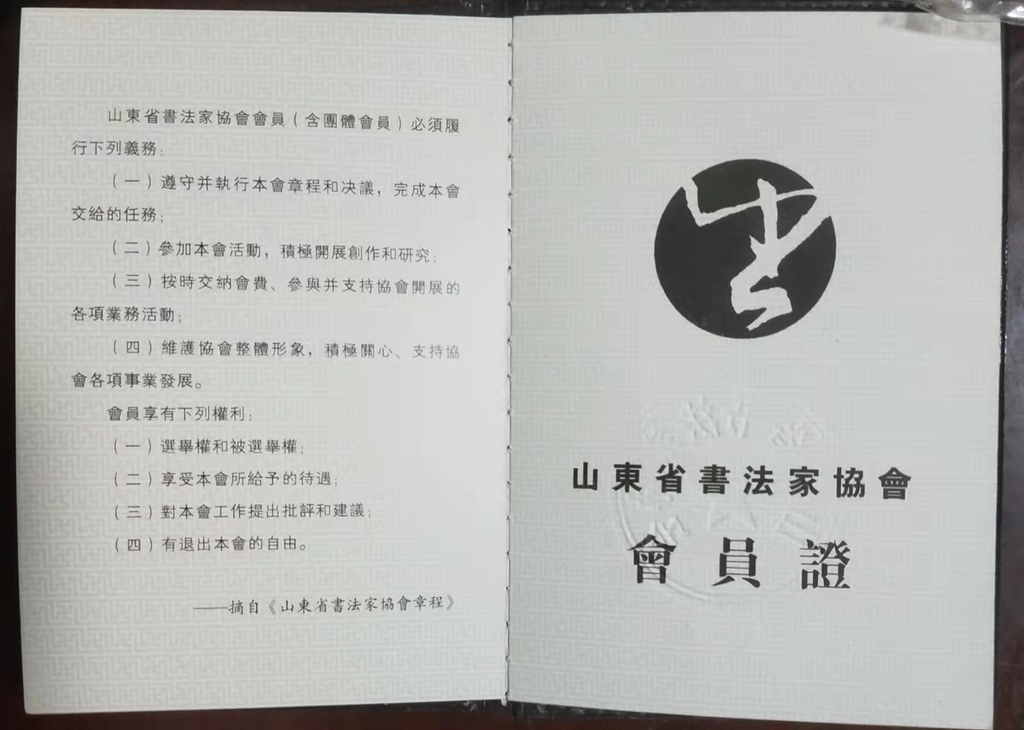 山東省書法家協會會員（含團體會員）必須履
行下列義務：
（一）遵守并執行本會章程和决議，完成本會
交給的任務；
（二）參加本會活動，積極開展創作和研究；
（三）按時交納會費、參與并支持協會開展的
各項業務活動；
（四）維護協會整體形象，積極關心、支持協
會各項事業發展。
會員享有下列權利：
（一）選舉權和被選舉權；
（二）享受本會所給予的待遇；
（三）對本會工作提出批評和建議；
（四）有退出本會的自由。
——摘自《山東省書法家協會章程》
山東省書法家協會
會員證